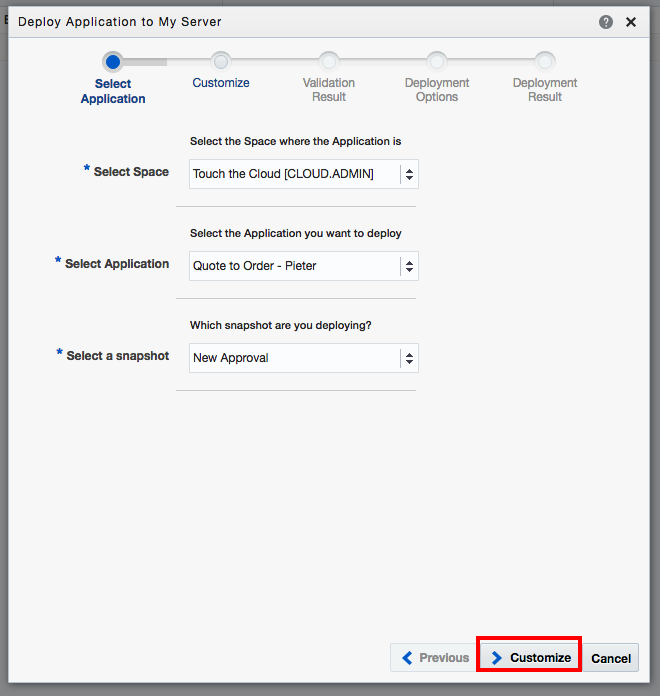 Deploy Application to My Server
Select
Application
Customize
Validation
Result
Deployment
Options
Deployment
Result
Select the Space where the Application is
* Select Space
Touch the Cloud [CLOUD.ADMIN]
Select the Application you want to deploy
* Select Application
Quote to Order - Pieter
Which snapshot are you deploying?
* Select a snapshot
New Approval
Previous
Customize
Cancel